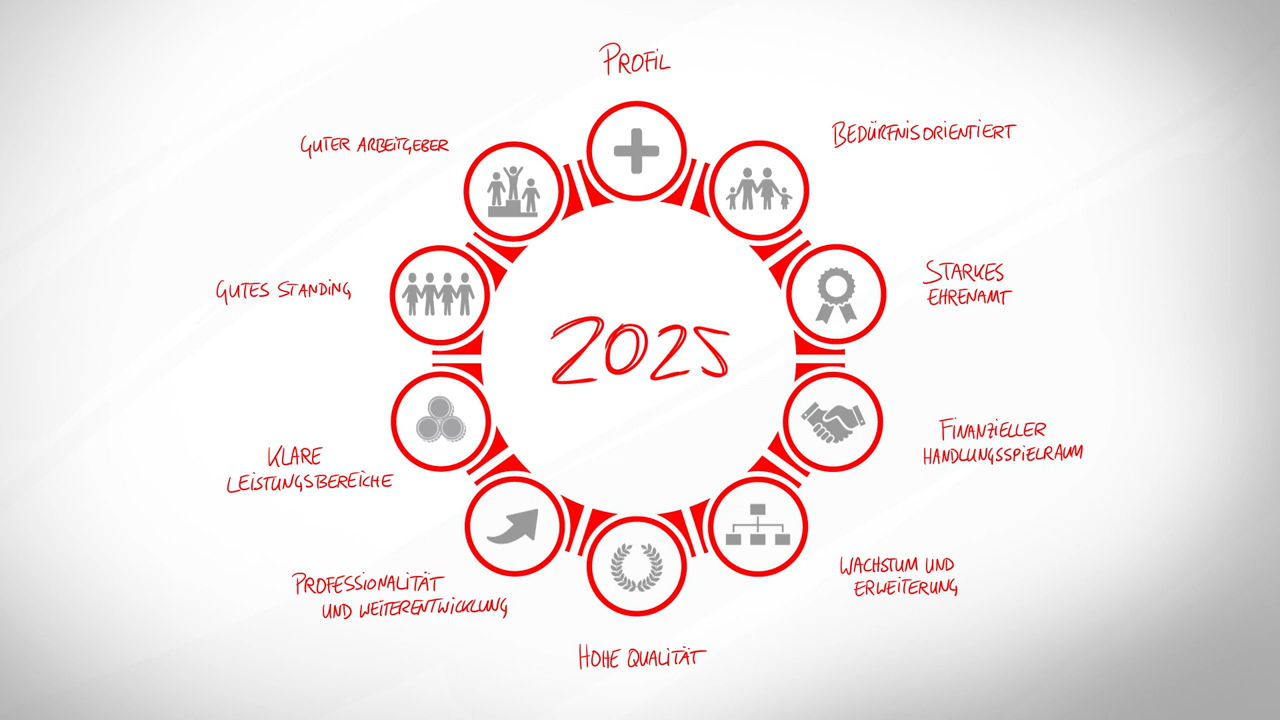 PROFIL
BEDÜRFNISORIENTIERT
STARKES
EHRENAMT
FINANZIELLER
HANDLUNGSSPIELRAUM
WACHSTUM UND
ERWEITERUNG
HOHE QUALITÄT
PROFESSIONALITÄT
UND WEITERENTWICKLUNG
KLARE
LEISTUNGSBEREICHE
GUTES STANDING
GUTER ARBEITGEBER
2025